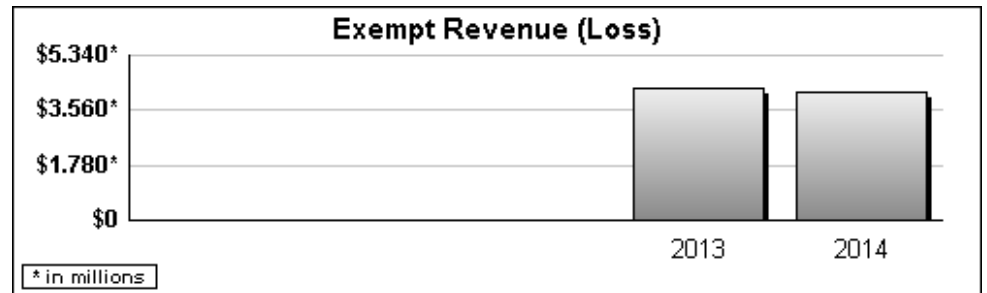 Exempt Revenue (Loss)
$5.340*
$3.560*
$1.780*
$0
2013 2014
* in millions